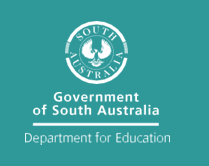 SOUTH
AUSTRALIA
Government
of South Australia
Department for Education